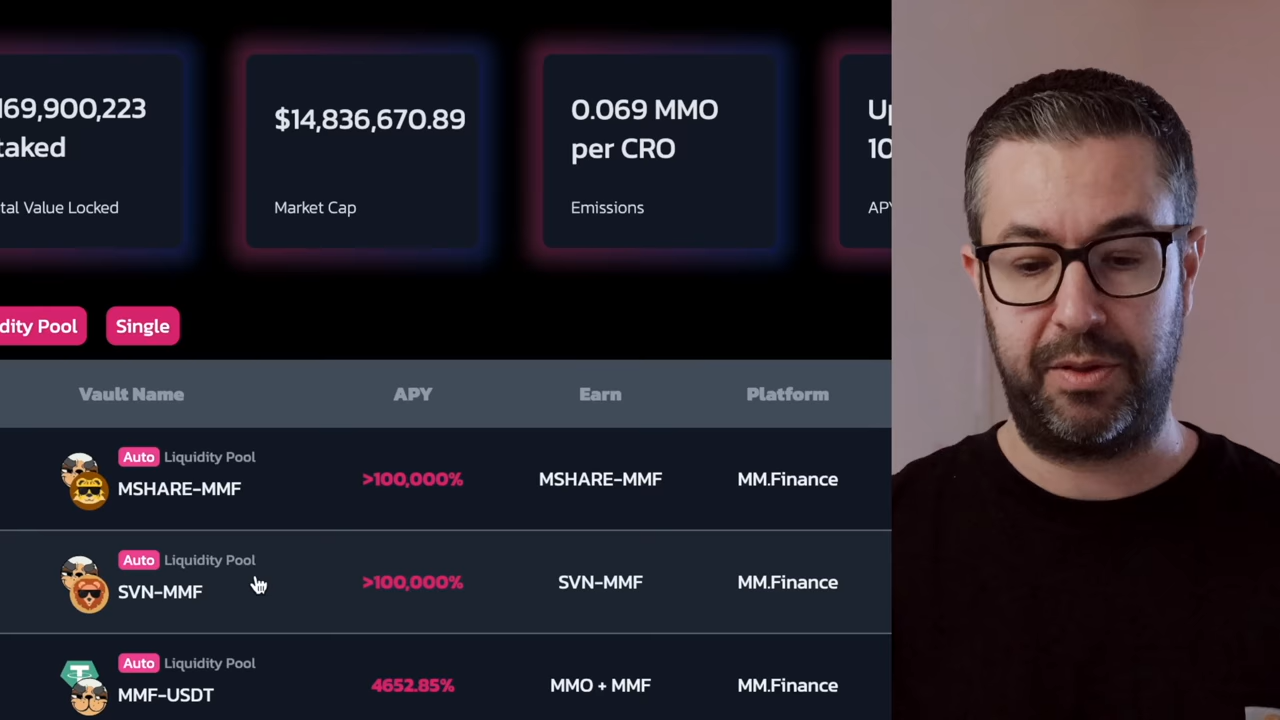 169,900,223
taked
tal Value Locked
$14,836,670.89
Market Cap
0.069 MMO
per CRO
Emissions
Up
10
APY
dity Pool
Single
Vault Name
APY
Earn
Platform
Auto Liquidity Pool
MSHARE-MMF
>100,000%
MSHARE-MMF
MM.Finance
Auto Liquidity Pool
SVN-MMF
>100,000%
SVN-MMF
MM.Finance
Auto Liquidity Pool
MMF-USDT
4652.85%
MMO + MMF
MM.Finance